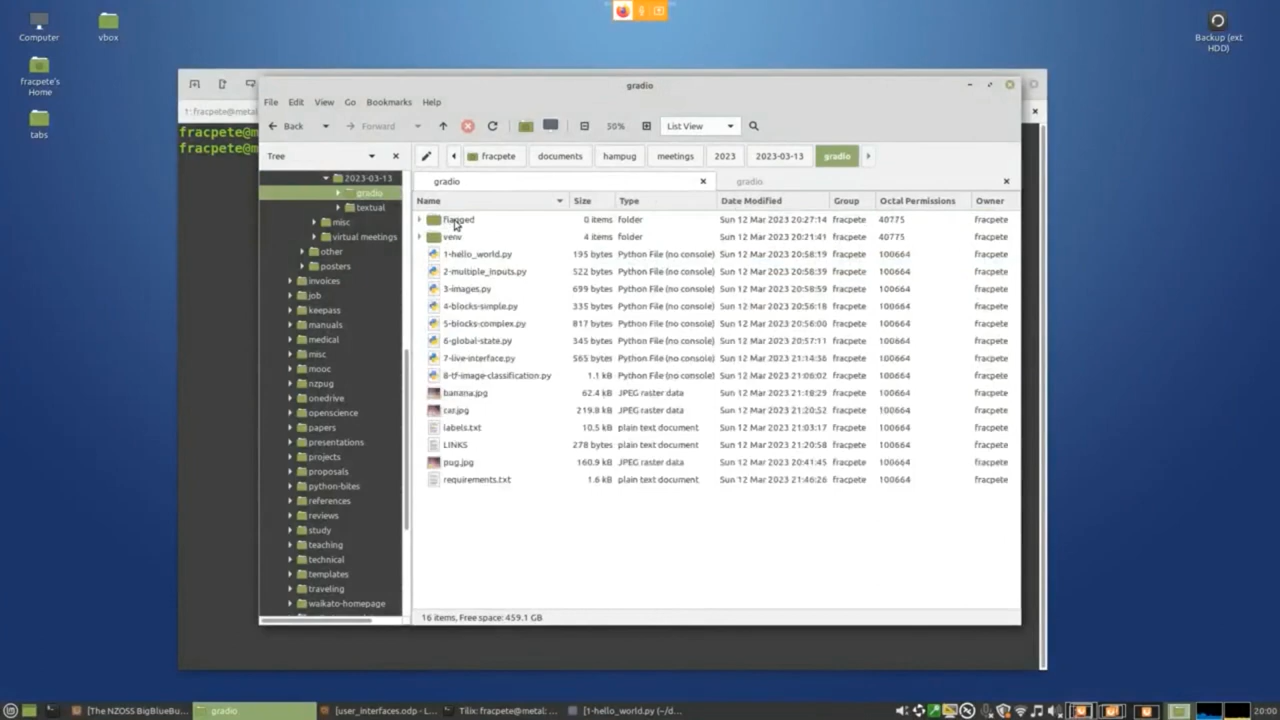 Computer
vbox
Backup (ext
HDD)
fracpete's
Home
tabs
gradio
1: fracpete@metal
fracpete@m
fracpete@m
File Edit View Go Bookmarks Help
Back Forward 50% List View
Tree fracpete documents hampug meetings 2023 2023-03-13 gradio
gradio gradio
Name Size Type Date Modified Group Octal Permissions Owner
flagged 0 items folder Sun 12 Mar 2023 20:27:14 fracpete 40775 fracpete
venv 4 items folder Sun 12 Mar 2023 20:21:41 fracpete 40775 fracpete
1-hello_world.py 195 bytes Python File (no console) Sun 12 Mar 2023 20:58:19 fracpete 100664 fracpete
2-multiple_inputs.py 522 bytes Python File (no console) Sun 12 Mar 2023 20:58:39 fracpete 100664 fracpete
3-images.py 699 bytes Python File (no console) Sun 12 Mar 2023 20:58:59 fracpete 100664 fracpete
4-blocks-simple.py 335 bytes Python File (no console) Sun 12 Mar 2023 20:56:18 fracpete 100664 fracpete
5-blocks-complex.py 817 bytes Python File (no console) Sun 12 Mar 2023 20:56:00 fracpete 100664 fracpete
6-global-state.py 345 bytes Python File (no console) Sun 12 Mar 2023 20:57:11 fracpete 100664 fracpete
7-live-interface.py 565 bytes Python File (no console) Sun 12 Mar 2023 21:14:36 fracpete 100664 fracpete
8-tf-image-classification.py 1.1 kB Python File (no console) Sun 12 Mar 2023 21:06:02 fracpete 100664 fracpete
banana.jpg 62.4 kB JPEG raster data Sun 12 Mar 2023 21:18:29 fracpete 100664 fracpete
car.jpg 219.8 kB JPEG raster data Sun 12 Mar 2023 21:20:52 fracpete 100664 fracpete
labels.txt 10.5 kB plain text document Sun 12 Mar 2023 21:03:17 fracpete 100664 fracpete
LINKS 278 bytes plain text document Sun 12 Mar 2023 21:20:58 fracpete 100664 fracpete
pug.jpg 160.9 kB JPEG raster data Sun 12 Mar 2023 20:41:45 fracpete 100664 fracpete
requirements.txt 1.6 kB plain text document Sun 12 Mar 2023 21:46:26 fracpete 100664 fracpete
2023-03-13
gradio
textual
misc
virtual meetings
other
posters
invoices
job
keepass
manuals
medical
misc
mooc
nzpug
onedrive
openscience
papers
presentations
projects
proposals
python-bites
references
reviews
study
teaching
technical
templates
traveling
waikato-homepage
16 items, Free space: 459.1 GB
[The NZOSS BigBlueBu... gradio [user_interfaces.odp - L... Tilix: fracpete@metal: ... [1-hello_world.py (~/d... 20:00